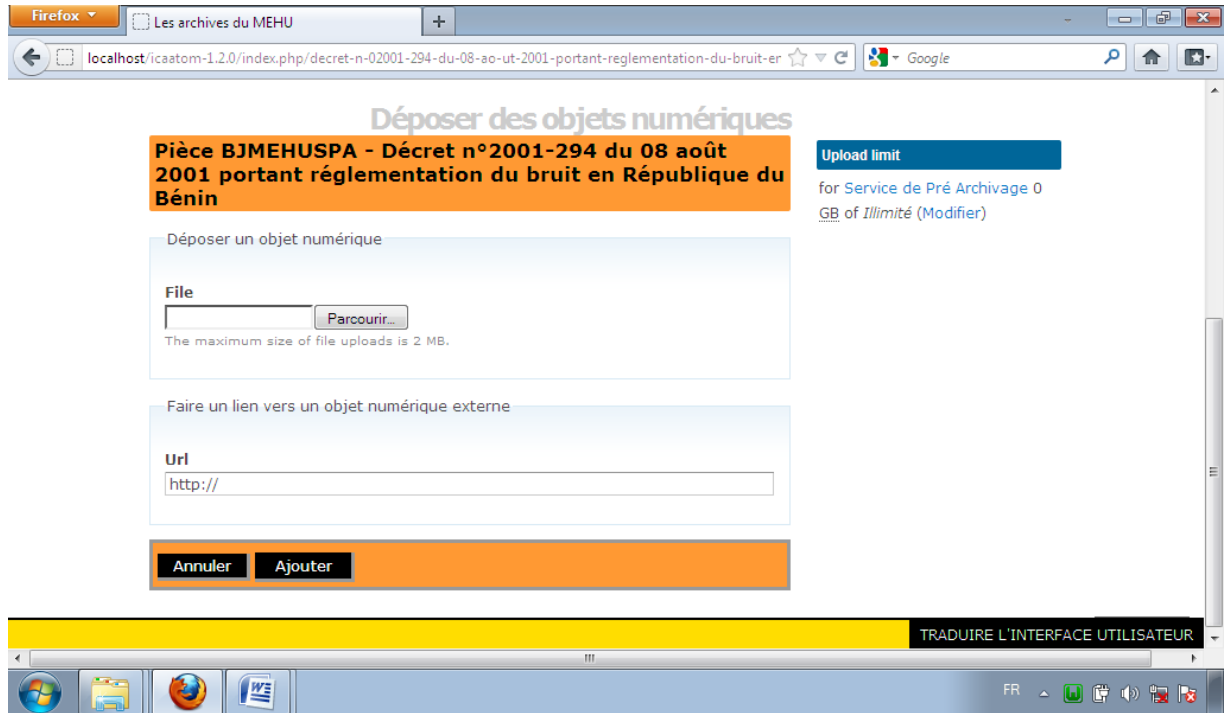 Firefox
Les archives du MEHU
localhost/icaatom-1.2.0/index.php/decret-n-02001-294-du-08-ao-ut-2001-portant-reglementation-du-bruit-er
Google
Déposer des objets numériques
Pièce BJMEHUSPA - Décret n°2001-294 du 08 août
2001 portant réglementation du bruit en République du
Bénin
Upload limit
for Service de Pré Archivage 0
GB of Illimité (Modifier)
Déposer un objet numérique
File
Parcourir...
The maximum size of file uploads is 2 MB.
Faire un lien vers un objet numérique externe
Url
http://
Annuler
Ajouter
TRADUIRE L'INTERFACE UTILISATEUR
FR